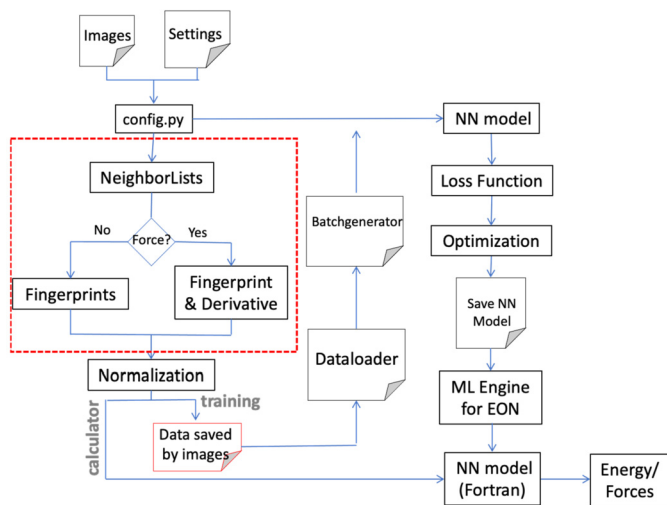 Images
Settings
config.py
NN model
NeighborLists
Loss Function
No
Force?
Yes
Batchgenerator
Optimization
Fingerprints
Fingerprint
& Derivative
Save NN
Model
Dataloader
Normalization
calculator
training
ML Engine
for EON
Data saved
by images
NN model
(Fortran)
Energy/
Forces